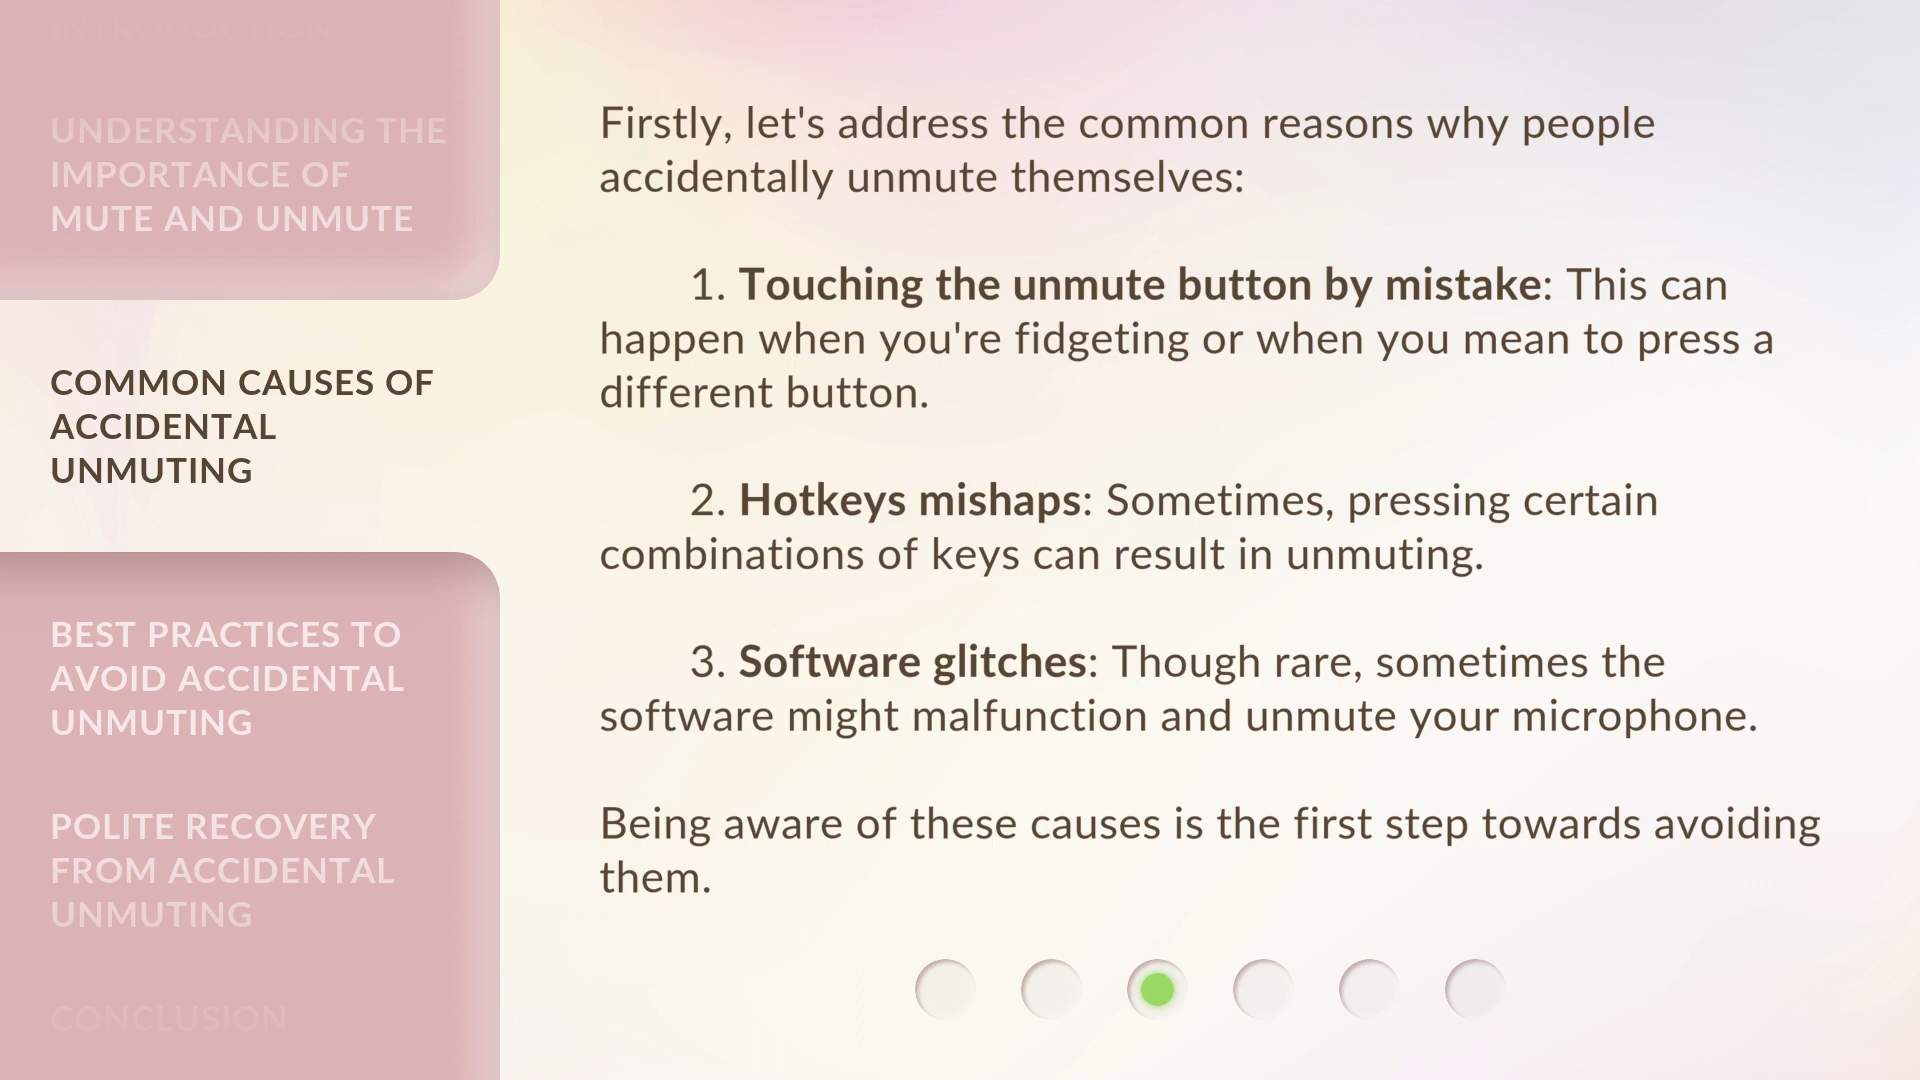 INTRODUCTION
UNDERSTANDING THE
IMPORTANCE OF
MUTE AND UNMUTE
COMMON CAUSES OF
ACCIDENTAL
UNMUTING
BEST PRACTICES TO
AVOID ACCIDENTAL
UNMUTING
POLITE RECOVERY
FROM ACCIDENTAL
UNMUTING
CONCLUSION
Firstly, let's address the common reasons why people
accidentally unmute themselves:
1. Touching the unmute button by mistake: This can
happen when you're fidgeting or when you mean to press a
different button.
2. Hotkeys mishaps: Sometimes, pressing certain
combinations of keys can result in unmuting.
3. Software glitches: Though rare, sometimes the
software might malfunction and unmute your microphone.
Being aware of these causes is the first step towards avoiding
them.